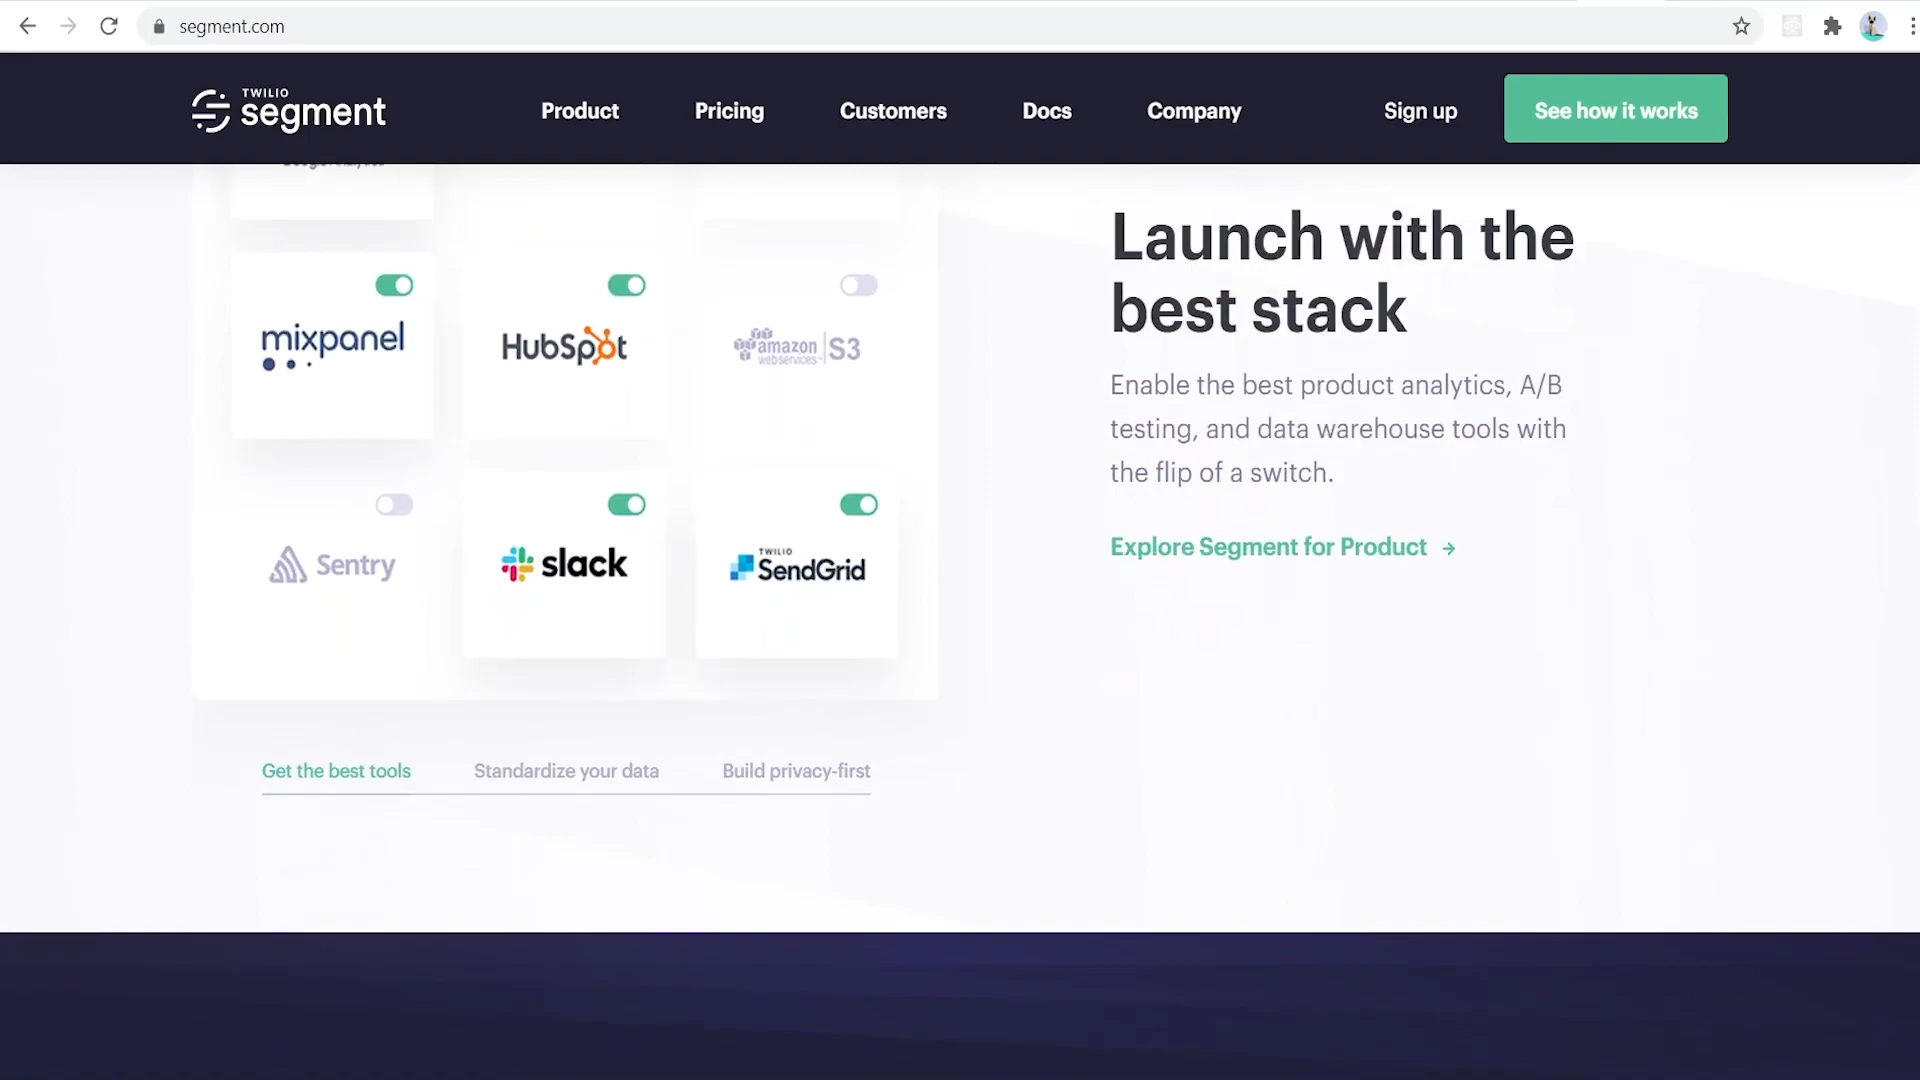 segment.com
TWILIO
segment
Product
Pricing
Customers
Docs
Company
Sign up
See how it works
mixpanel
HubSpot
amazon
webservices™
S3
Sentry
slack
TWILIO
SendGrid
Launch with the
best stack
Enable the best product analytics, A/B
testing, and data warehouse tools with
the flip of a switch.
Explore Segment for Product →
Get the best tools
Standardize your data
Build privacy-first